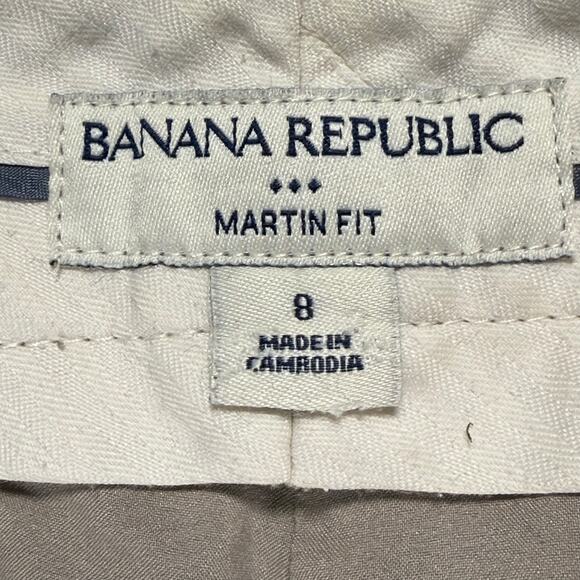 BANANA REPUBLIC
MARTIN FIT
8
MADE IN
CAMBODIA